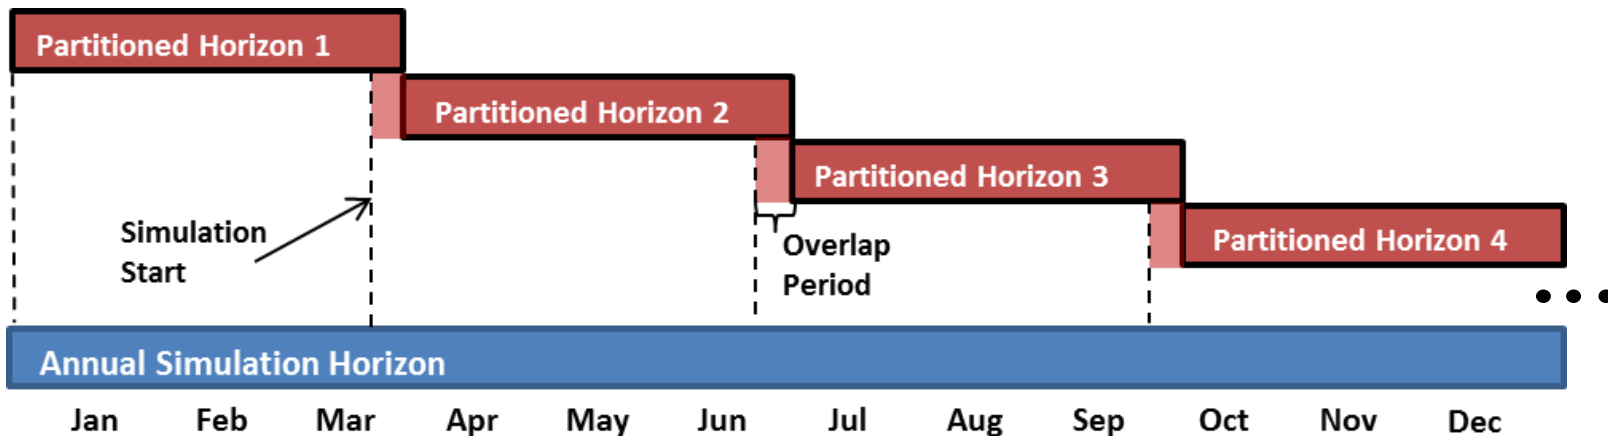 Partitioned Horizon 1
Partitioned Horizon 2
Partitioned Horizon 3
Partitioned Horizon 4
Simulation
Start
Overlap
Period
Annual Simulation Horizon
Jan Feb Mar Apr May Jun Jul Aug Sep Oct Nov Dec